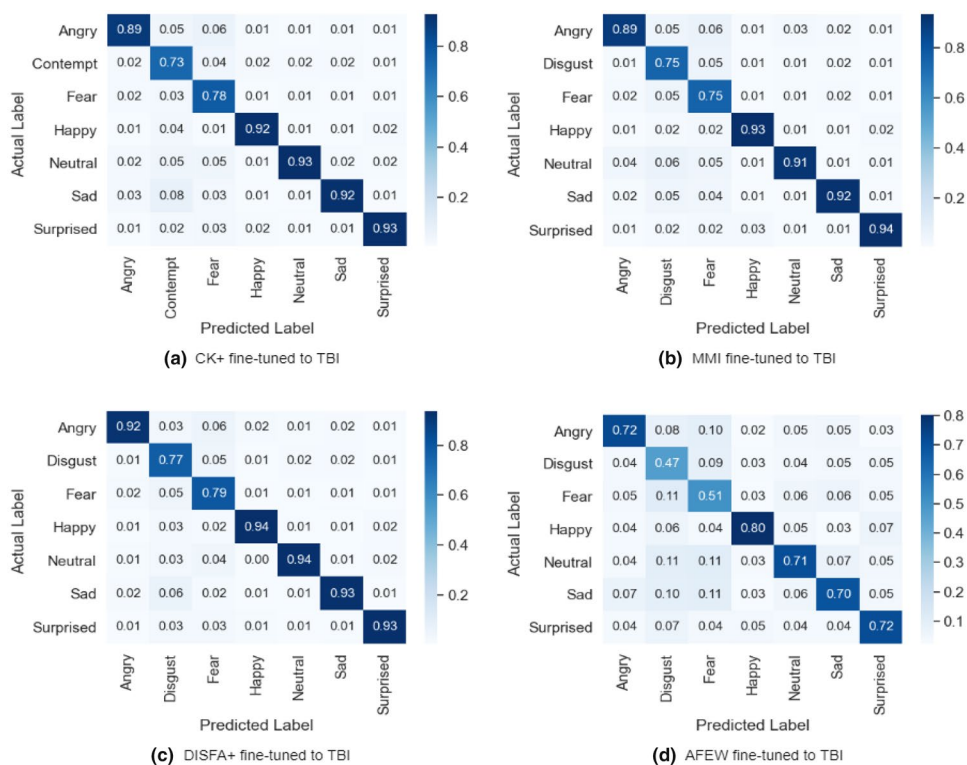 Actual Label
Angry 0.89 0.05 0.06 0.01 0.01 0.01 0.01
Contempt 0.02 0.73 0.04 0.02 0.02 0.02 0.01
Fear 0.02 0.03 0.78 0.01 0.01 0.01 0.01
Happy 0.01 0.04 0.01 0.92 0.01 0.01 0.02
Neutral 0.02 0.05 0.05 0.01 0.93 0.02 0.02
Sad 0.03 0.08 0.03 0.01 0.01 0.92 0.01
Surprised 0.01 0.02 0.03 0.02 0.01 0.01 0.93
Angry Contempt Fear Happy Neutral Sad Surprised
Predicted Label
0.8
0.6
0.4
0.2
(a) CK+ fine-tuned to TBI
Actual Label
Angry 0.89 0.05 0.06 0.01 0.03 0.02 0.01
Disgust 0.01 0.75 0.05 0.01 0.01 0.02 0.01
Fear 0.02 0.05 0.75 0.01 0.01 0.02 0.01
Happy 0.01 0.02 0.02 0.93 0.01 0.01 0.02
Neutral 0.04 0.06 0.05 0.01 0.91 0.01 0.01
Sad 0.02 0.05 0.04 0.01 0.01 0.92 0.01
Surprised 0.01 0.02 0.02 0.03 0.01 0.01 0.94
Angry Disgust Fear Happy Neutral Sad Surprised
Predicted Label
0.8
0.6
0.4
0.2
(b) MMI fine-tuned to TBI
Actual Label
Angry 0.92 0.03 0.06 0.02 0.01 0.02 0.01
Disgust 0.01 0.77 0.05 0.01 0.02 0.02 0.01
Fear 0.02 0.05 0.79 0.01 0.01 0.01 0.01
Happy 0.01 0.03 0.02 0.94 0.01 0.01 0.02
Neutral 0.01 0.03 0.04 0.00 0.94 0.01 0.02
Sad 0.02 0.06 0.02 0.01 0.01 0.93 0.01
Surprised 0.01 0.03 0.03 0.01 0.01 0.01 0.93
Angry Disgust Fear Happy Neutral Sad Surprised
Predicted Label
0.8
0.6
0.4
0.2
(c) DISFA+ fine-tuned to TBI
Actual Label
Angry 0.72 0.08 0.10 0.02 0.05 0.05 0.03
Disgust 0.04 0.47 0.09 0.03 0.04 0.05 0.05
Fear 0.05 0.11 0.51 0.03 0.06 0.06 0.05
Happy 0.04 0.06 0.04 0.80 0.05 0.03 0.07
Neutral 0.04 0.11 0.11 0.03 0.71 0.07 0.05
Sad 0.07 0.10 0.11 0.03 0.06 0.70 0.05
Surprised 0.04 0.07 0.04 0.05 0.04 0.04 0.72
Angry Disgust Fear Happy Neutral Sad Surprised
Predicted Label
0.8
0.7
0.6
0.5
0.4
0.3
0.2
0.1
(d) AFEW fine-tuned to TBI